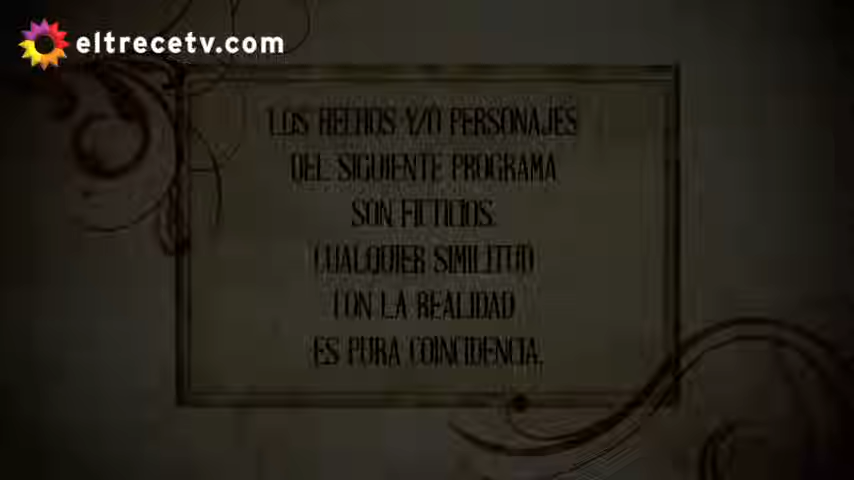 eltrecetv.com
LOS HECHOS Y/O PERSONAJES
DEL SIGUIENTE PROGRAMA
SON FICTICIOS.
CUALQUIER SIMILITUD
CON LA REALIDAD
ES PURA COINCIDENCIA.